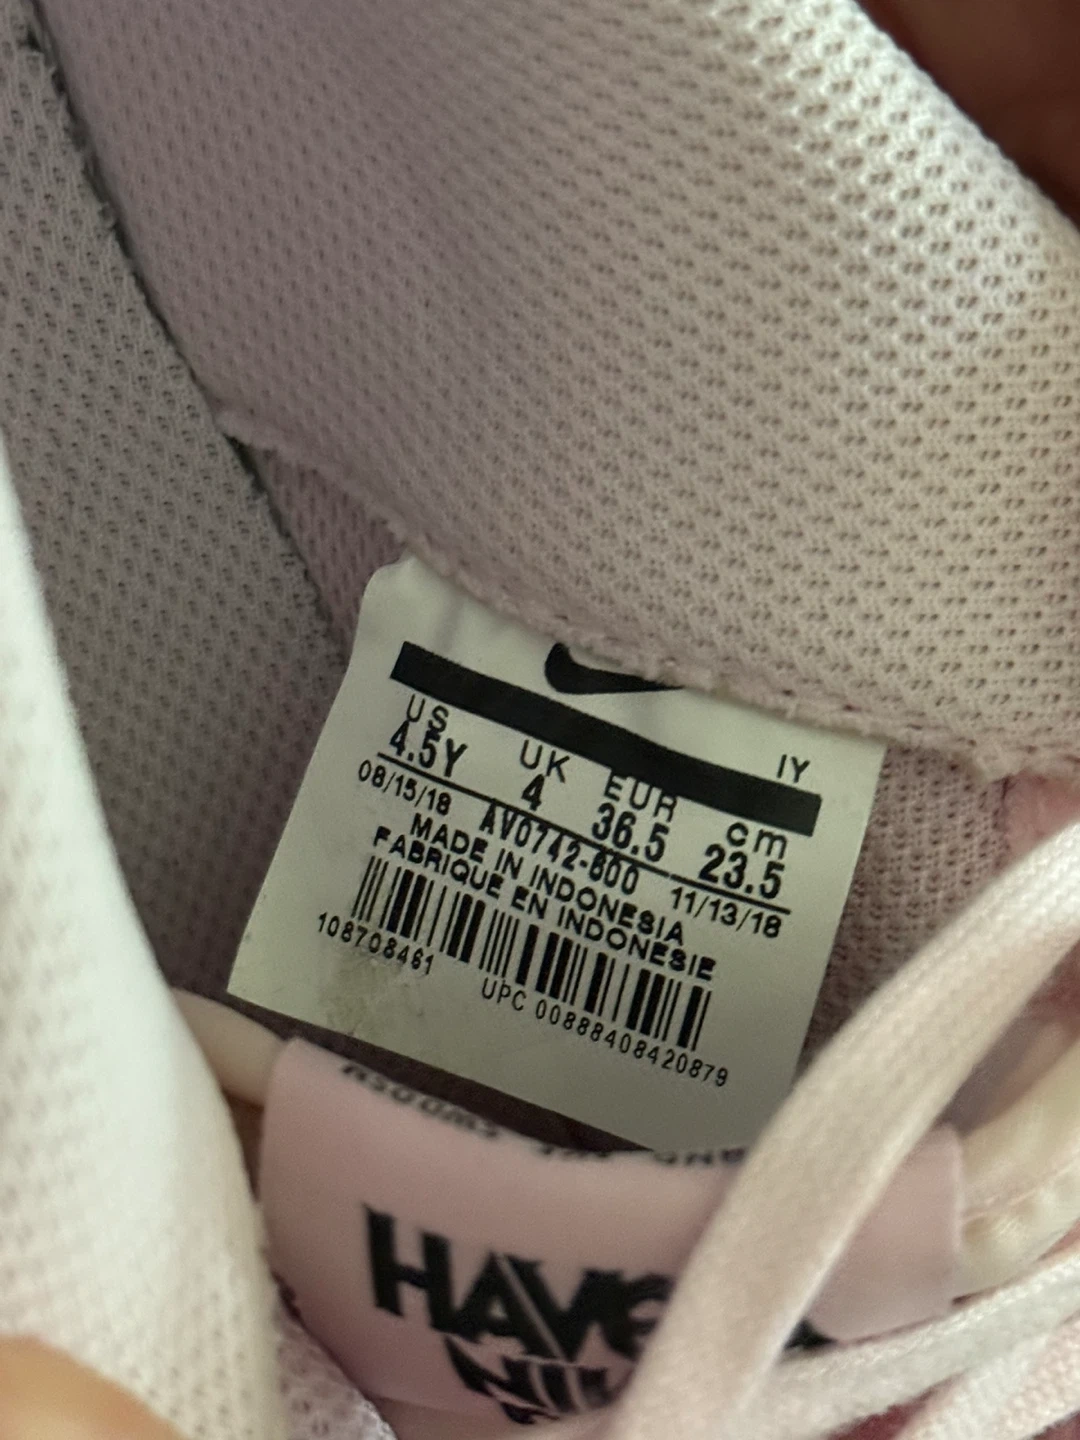 IY
US UK EUR cm
4.5Y 4 36.5 23.5
08/15/18 AV0742-600 11/13/18
MADE IN INDONESIA
FABRIQUE EN INDONESIE
108708461
UPC 00888408420879